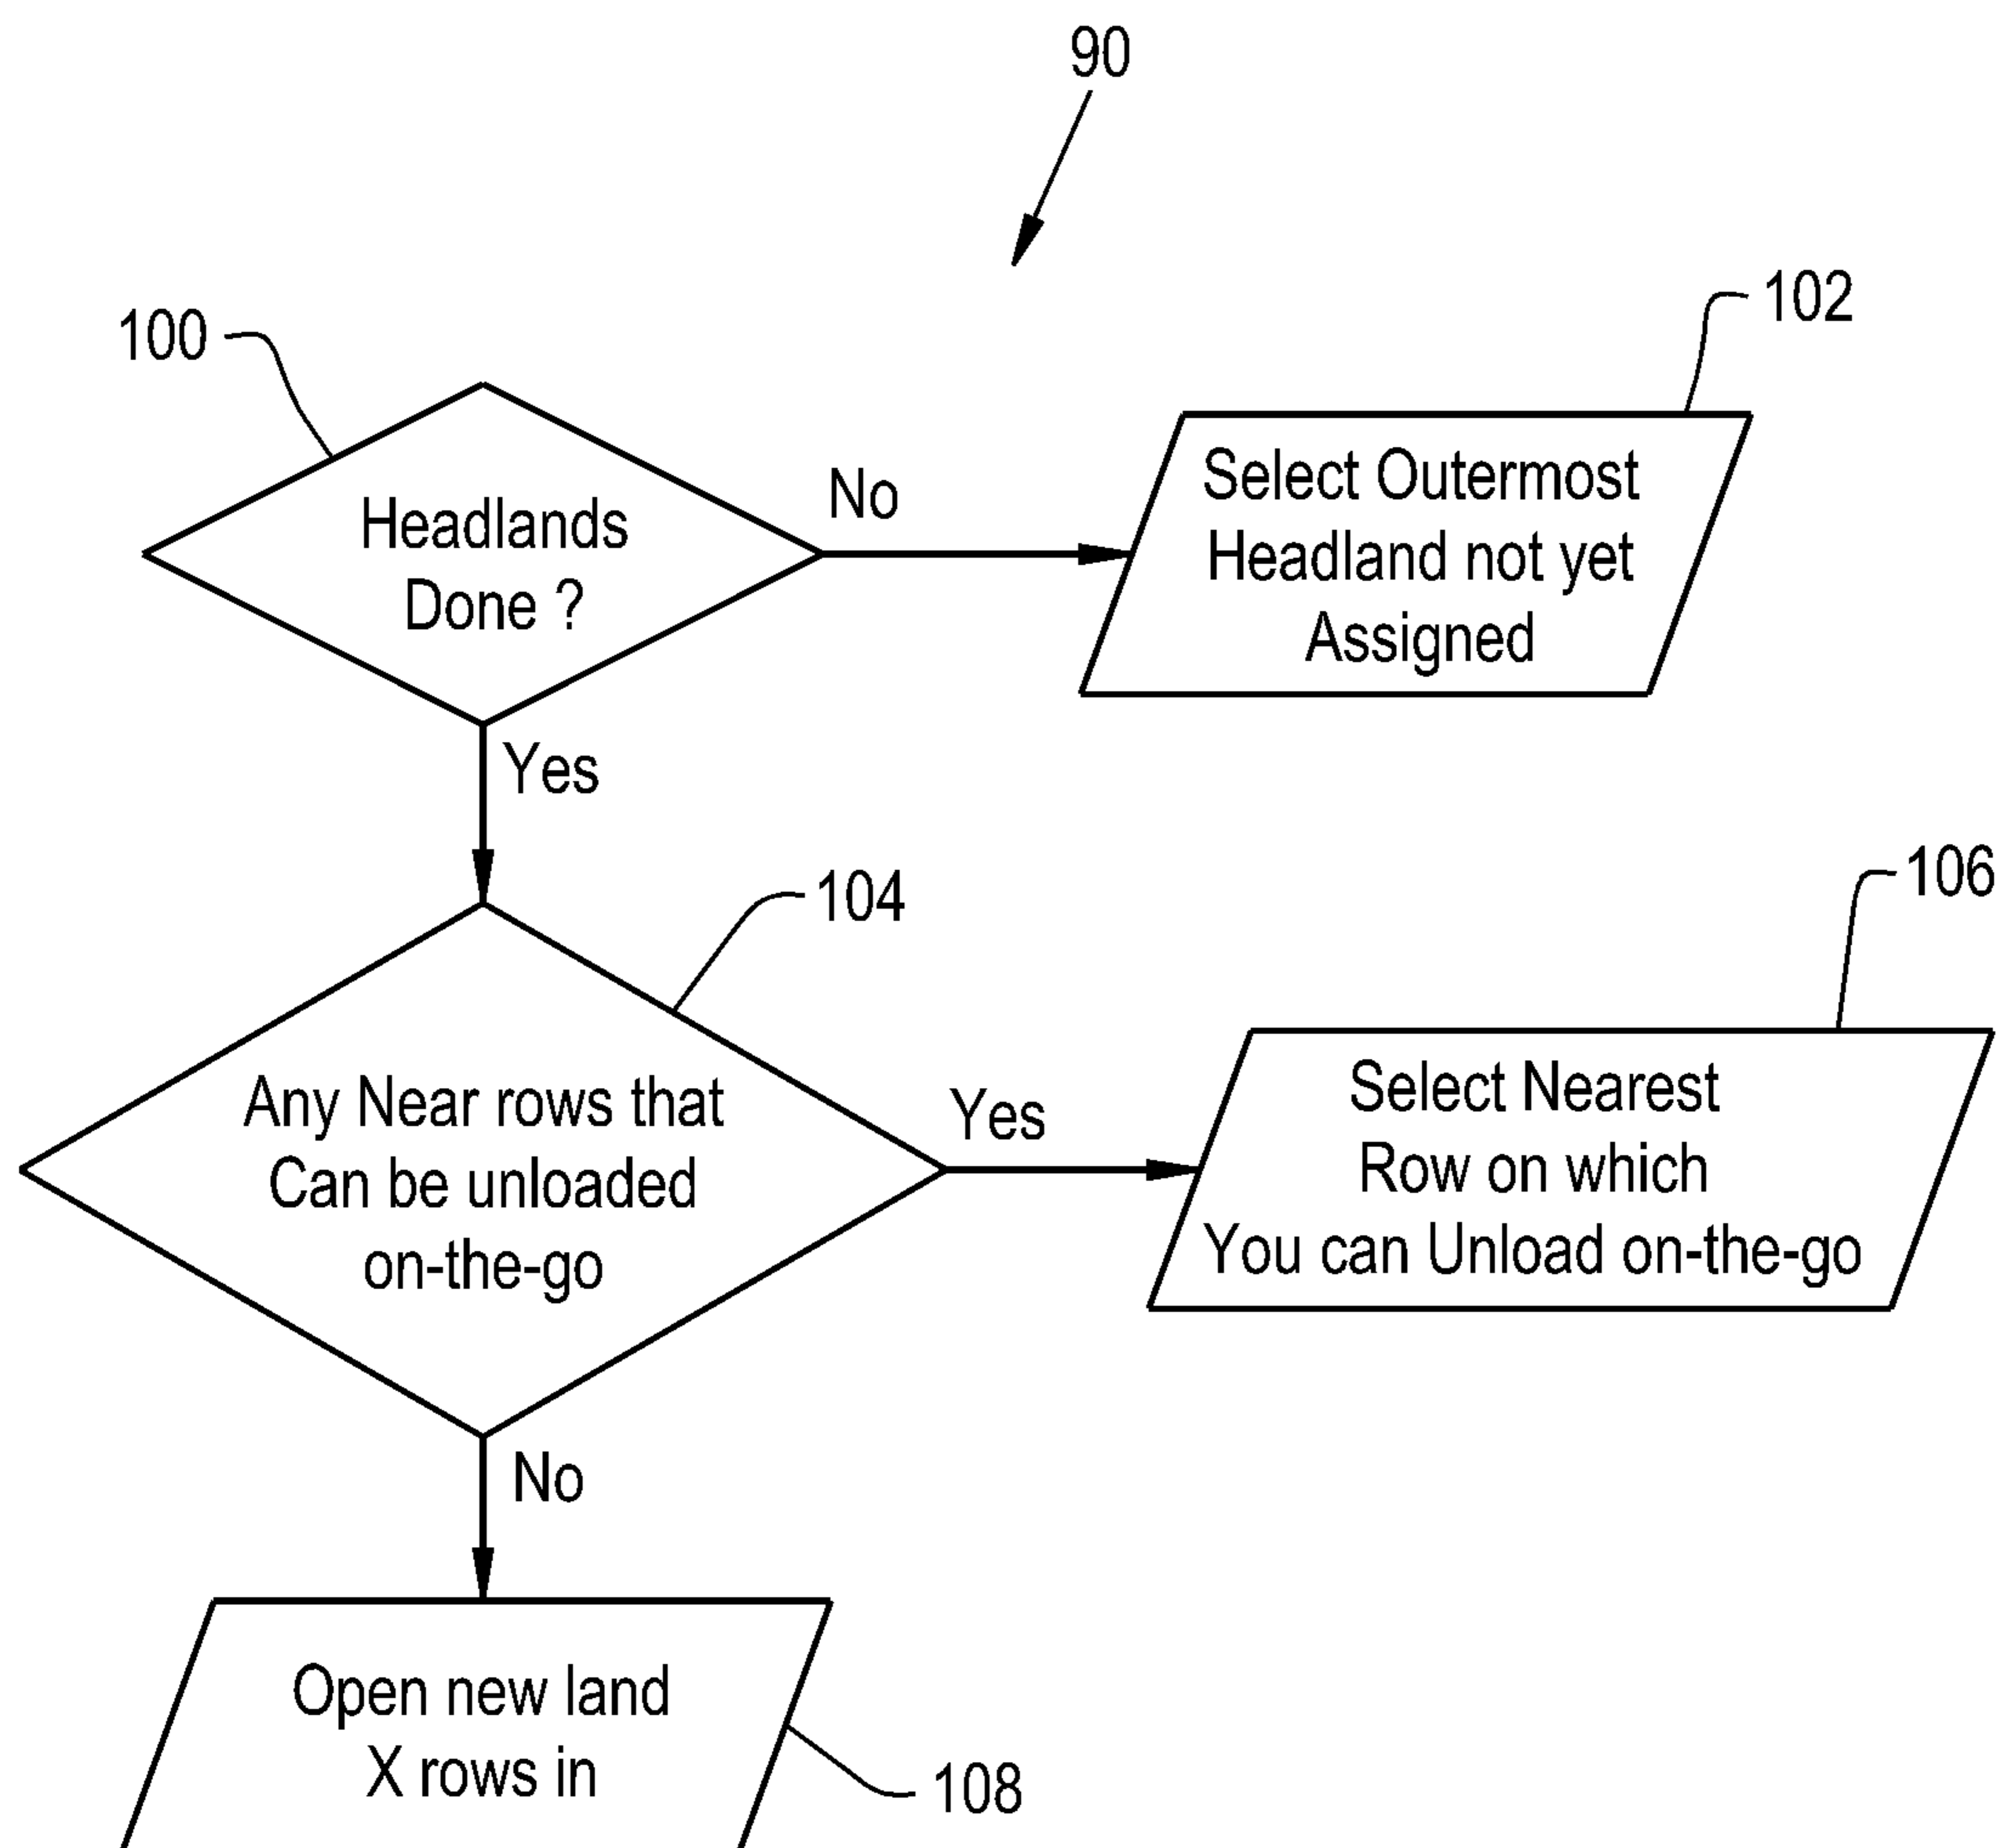 90
100
102
Headlands
Done ?
No
Select Outermost
Headland not yet
Assigned
Yes
104
106
Any Near rows that
Can be unloaded
on-the-go
Yes
Select Nearest
Row on which
You can Unload on-the-go
No
Open new land
X rows in
108